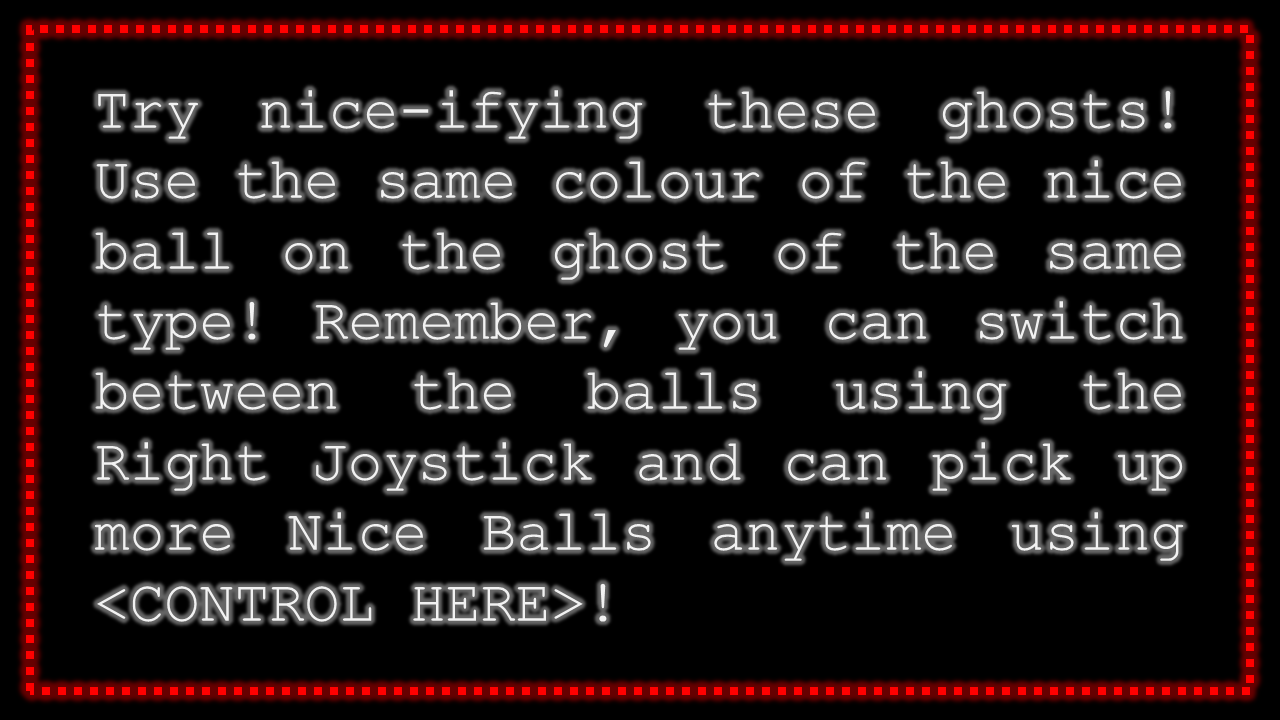 Try nice-ifying these ghosts!
Use the same colour of the nice
ball on the ghost of the same
type! Remember, you can switch
between the balls using the
Right Joystick and can pick up
more Nice Balls anytime using
<CONTROL HERE>!